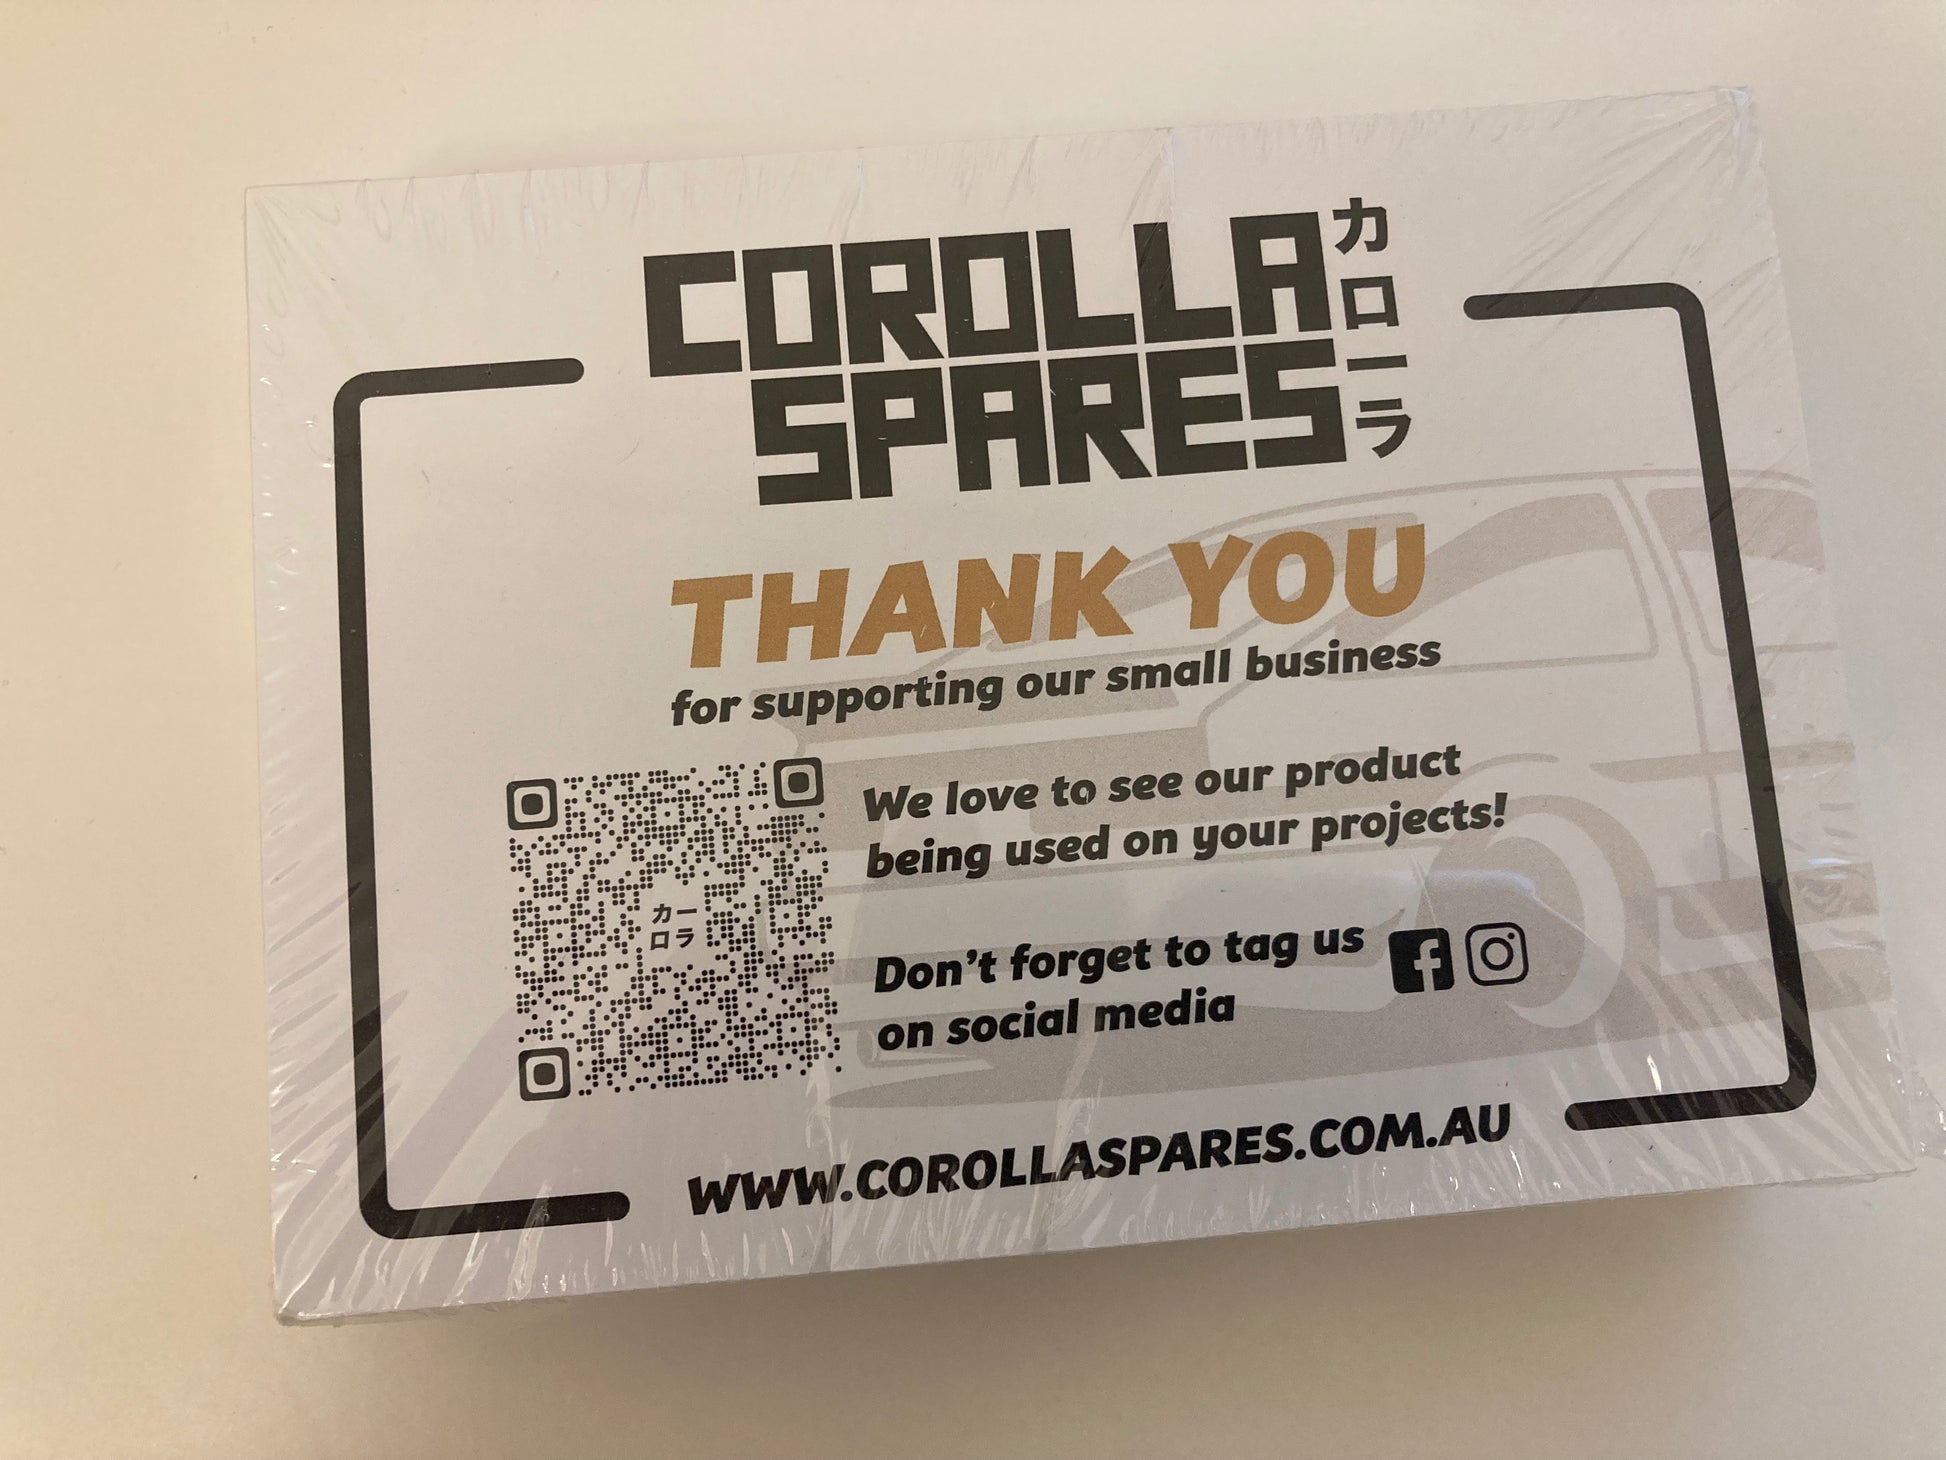 COROLLA
SPARES
カローラ
THANK YOU
for supporting our small business
カー
ロラ
We love to see our product
being used on your projects!
Don't forget to tag us
on social media
WWW.COROLLASPARES.COM.AU